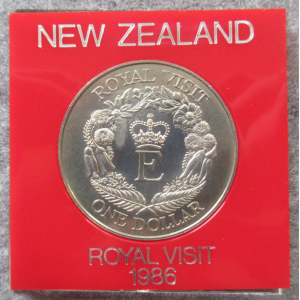 NEW ZEALAND
ROYAL VISIT
E
ONE DOLLAR
ROYAL VISIT
1986